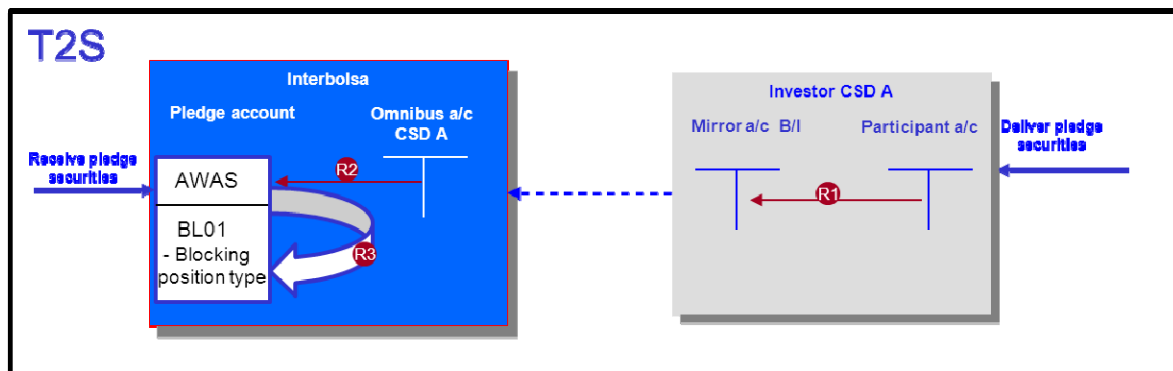 T2S
Interbolsa
Pledge account
Omnibus a/c
CSD A
Receive pledge
securities
AWAS
BL01
- Blocking
position type
R2
R3
Investor CSD A
Mirror a/c B/I
Participant a/c
R1
Deliver pledge
securities